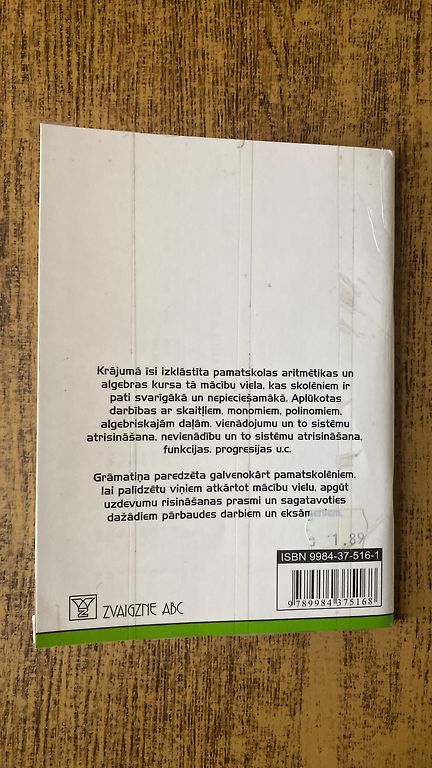 Krājumā īsi izklāstīta pamatskolas aritmētikas un
algebras kursa tā mācību viela, kas skolēniem ir
pati svarīgākā un nepieciešamākā. Aplūkotas
darbības ar skaitļiem, monomiem, polinomiem,
algebriskajām daļām, vienādojumu un to sistēmu
atrisināšana, nevienādību un to sistēmu atrisināšana,
funkcijas, progresijas u.c.
Grāmatiņa paredzēta galvenokārt pamatskolēniem,
lai palīdzētu viņiem atkārtot mācību vielu, apgūt
uzdevumu risināšanas prasmi un sagatavoties
dažādiem pārbaudes darbiem un eksāmeniem.
1.89
ISBN 9984-37-516-1
9789984375168
ZVAIGZNE ABC